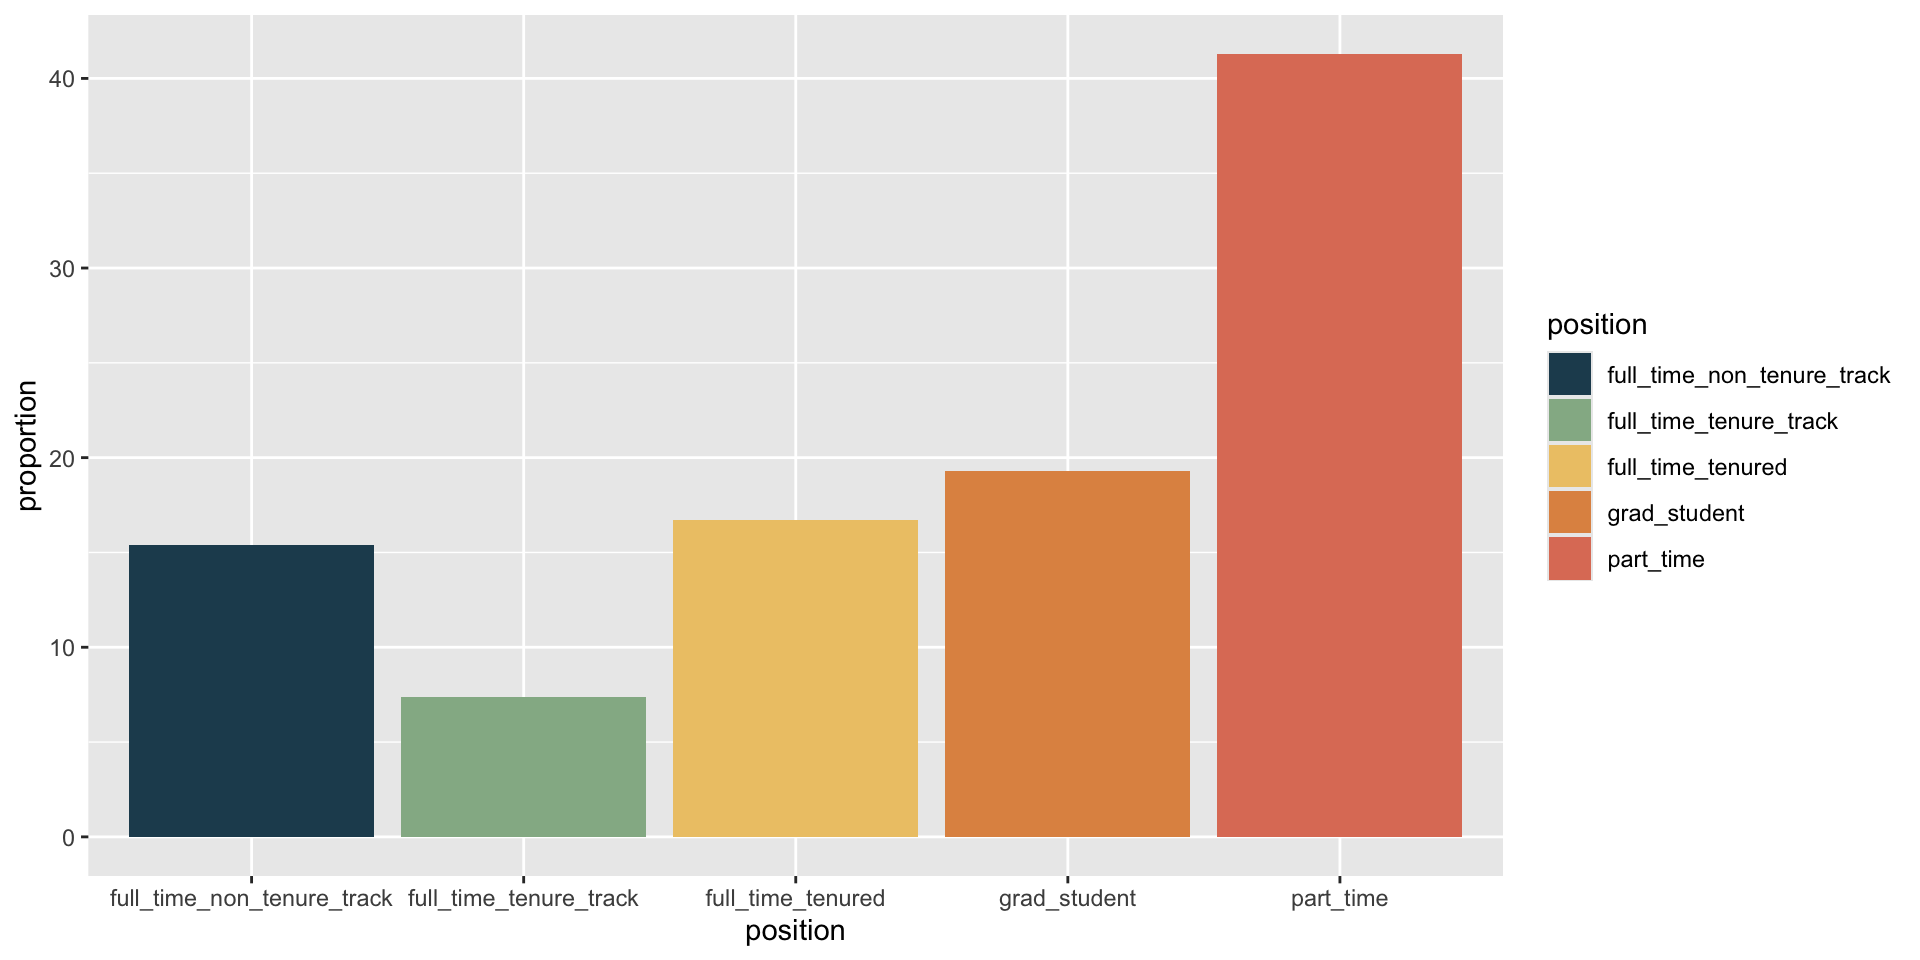 proportion
40
30
20
10
0
full_time_non_tenure_track full_time_tenure_track full_time_tenured grad_student part_time
position
position
full_time_non_tenure_track
full_time_tenure_track
full_time_tenured
grad_student
part_time